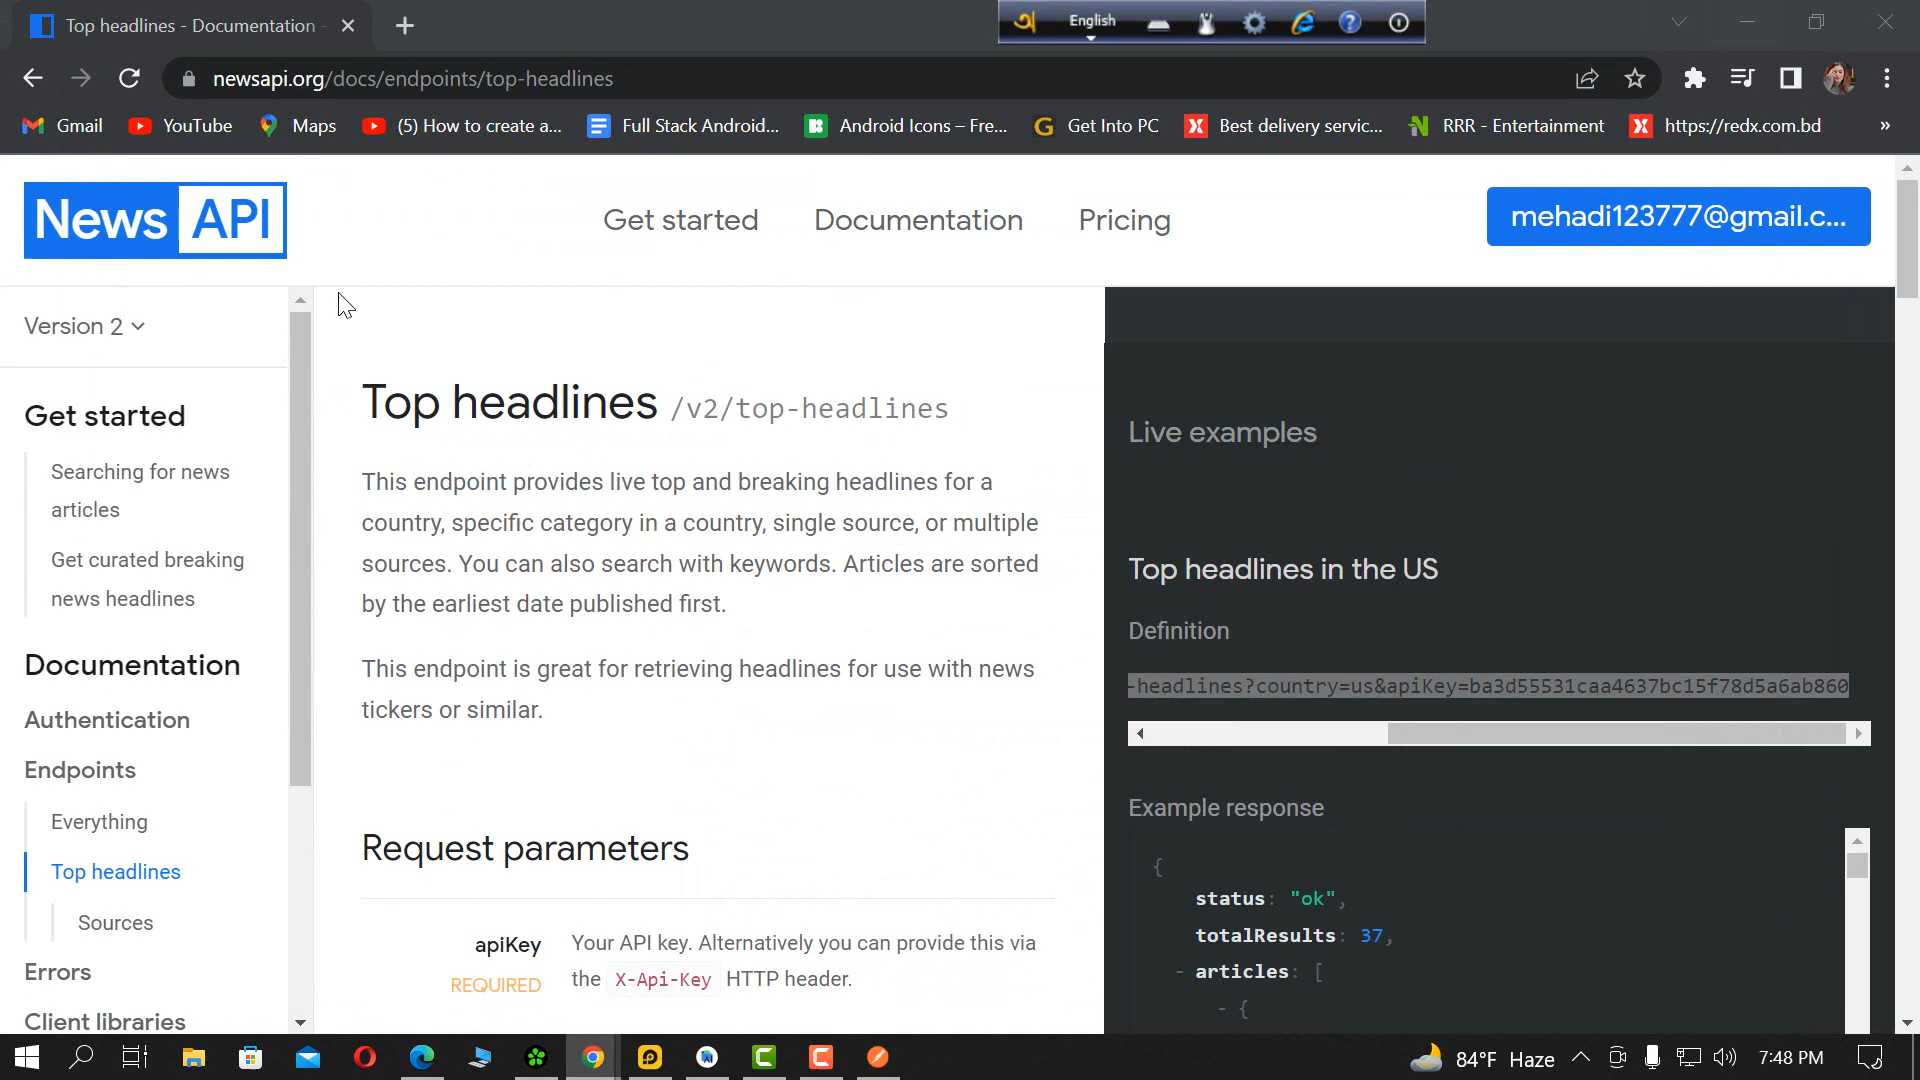 Top headlines - Documentation -
অ English
newsapi.org/docs/endpoints/top-headlines
Gmail
YouTube
Maps
(5) How to create a...
Full Stack Android...
Android Icons – Fre...
Get Into PC
Best delivery servic...
RRR - Entertainment
https://redx.com.bd
»
News API
Get started
Documentation
Pricing
mehadi123777@gmail.c...
Version 2
Get started
Searching for news
articles
Get curated breaking
news headlines
Documentation
Authentication
Endpoints
Everything
Top headlines
Sources
Errors
Client libraries
Top headlines /v2/top-headlines
This endpoint provides live top and breaking headlines for a
country, specific category in a country, single source, or multiple
sources. You can also search with keywords. Articles are sorted
by the earliest date published first.
This endpoint is great for retrieving headlines for use with news
tickers or similar.
Request parameters
apiKey
REQUIRED
Your API key. Alternatively you can provide this via
the X-Api-Key HTTP header.
Live examples
Top headlines in the US
Definition
-headlines?country=us&apiKey=ba3d55531caa4637bc15f78d5a6ab860
Example response
{
status: "ok",
totalResults: 37,
- articles: [
- {
84°F Haze
7:48 PM